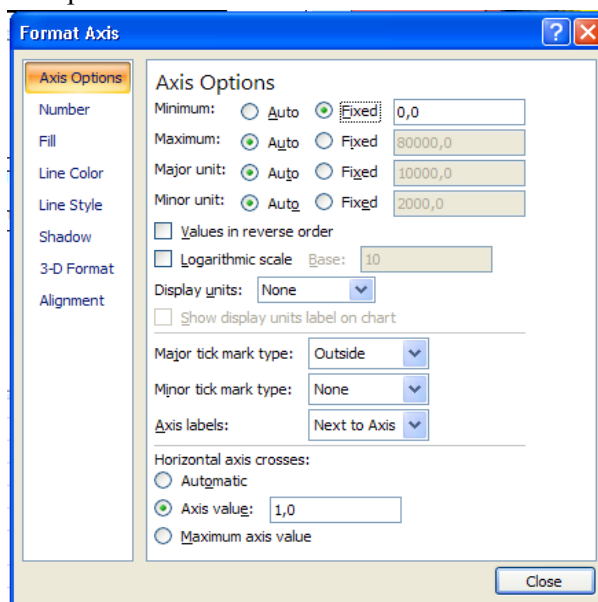 Format Axis
Axis Options
Number
Fill
Line Color
Line Style
Shadow
3-D Format
Alignment
Axis Options
Minimum: Auto Fixed 0,0
Maximum: Auto Fixed 80000,0
Major unit: Auto Fixed 10000,0
Minor unit: Auto Fixed 2000,0
Values in reverse order
Logarithmic scale Base: 10
Display units: None
Show display units label on chart
Major tick mark type: Outside
Minor tick mark type: None
Axis labels: Next to Axis
Horizontal axis crosses:
Automatic
Axis value: 1,0
Maximum axis value
Close